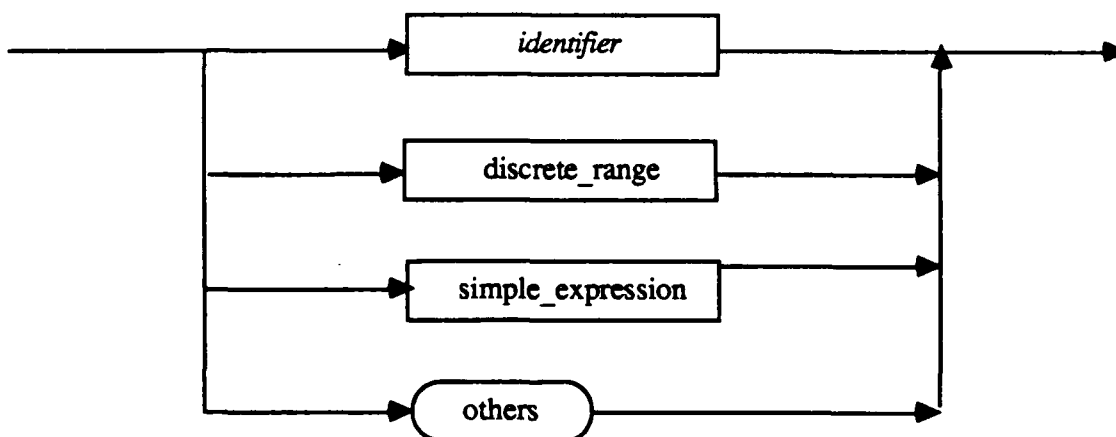 identifier
discrete_range
simple_expression
others